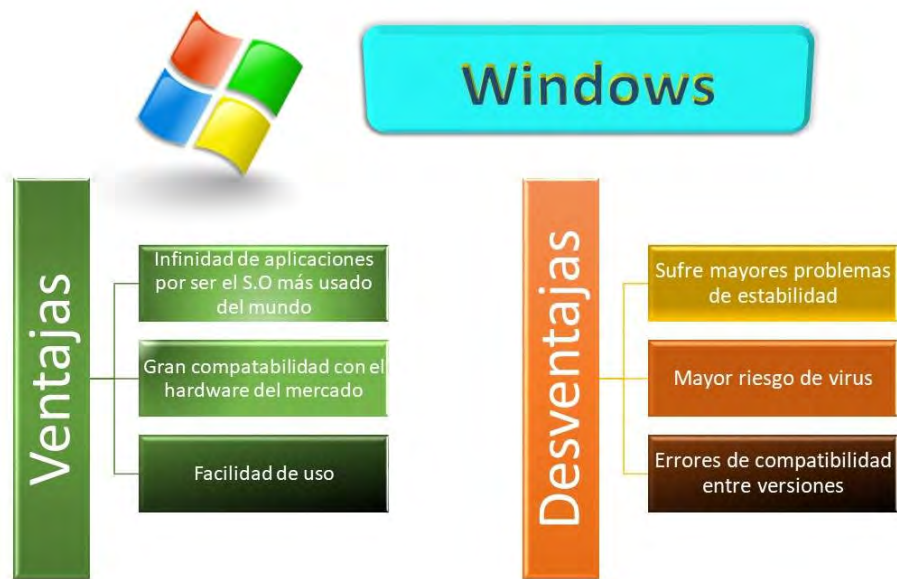 Windows
Ventajas
Infinidad de aplicaciones
por ser el S.O más usado
del mundo
Gran compatabilidad con el
hardware del mercado
Facilidad de uso
Desventajas
Sufre mayores problemas
de estabilidad
Mayor riesgo de virus
Errores de compatibilidad
entre versiones